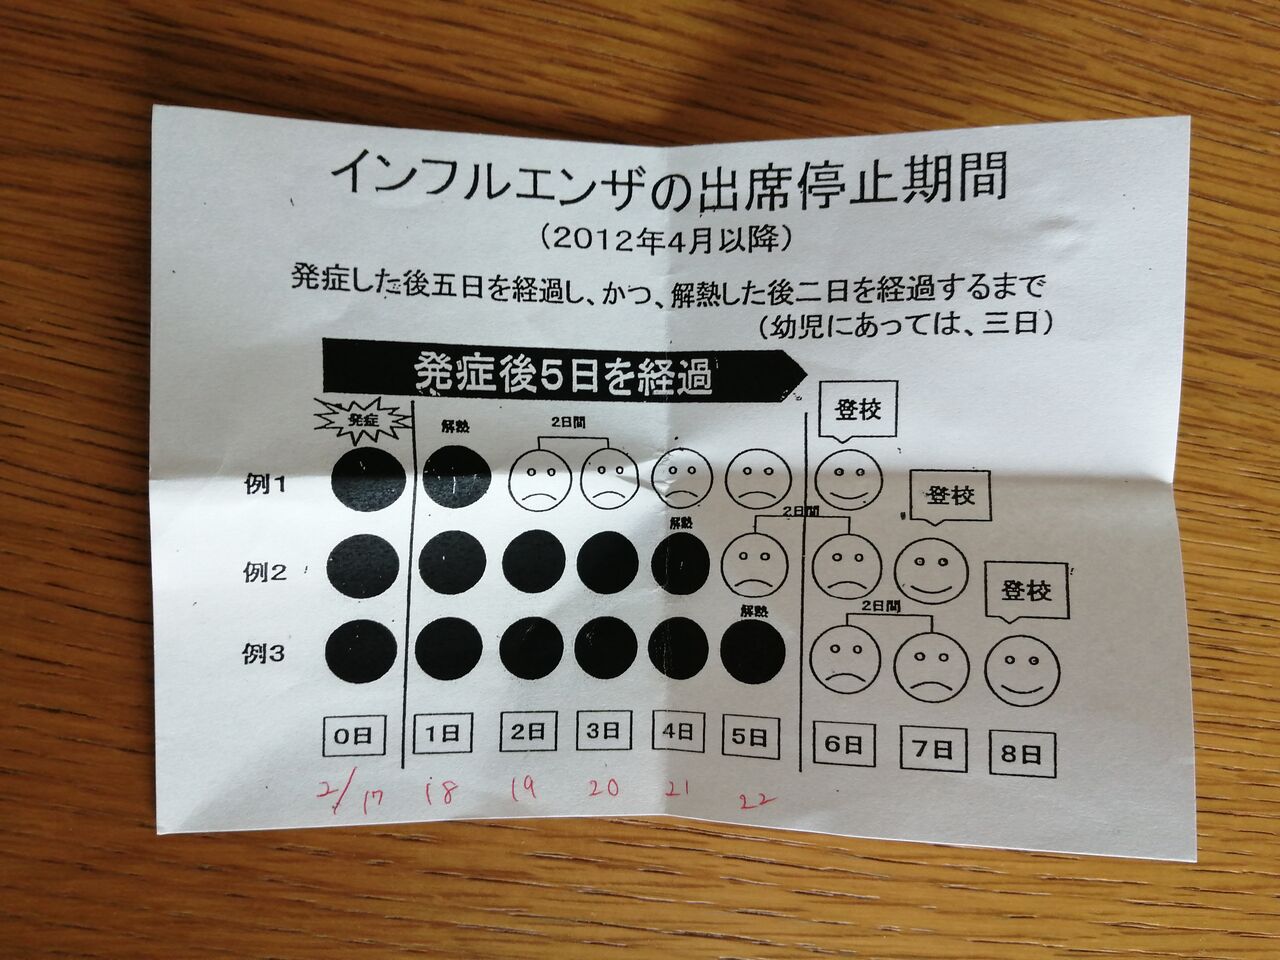 インフルエンザの出席停止期間
（2012年4月以降）
発症した後五日を経過し、かつ、解熱した後二日を経過するまで
（幼児にあっては、三日）
発症後5日を経過
登校
発症
解熱
2日間
例1
登校
2日間
解熱
例2
登校
2日間
解熱
例3
0日 1日 2日 3日 4日 5日 6日 7日 8日
2/17 18 19 20 21 22